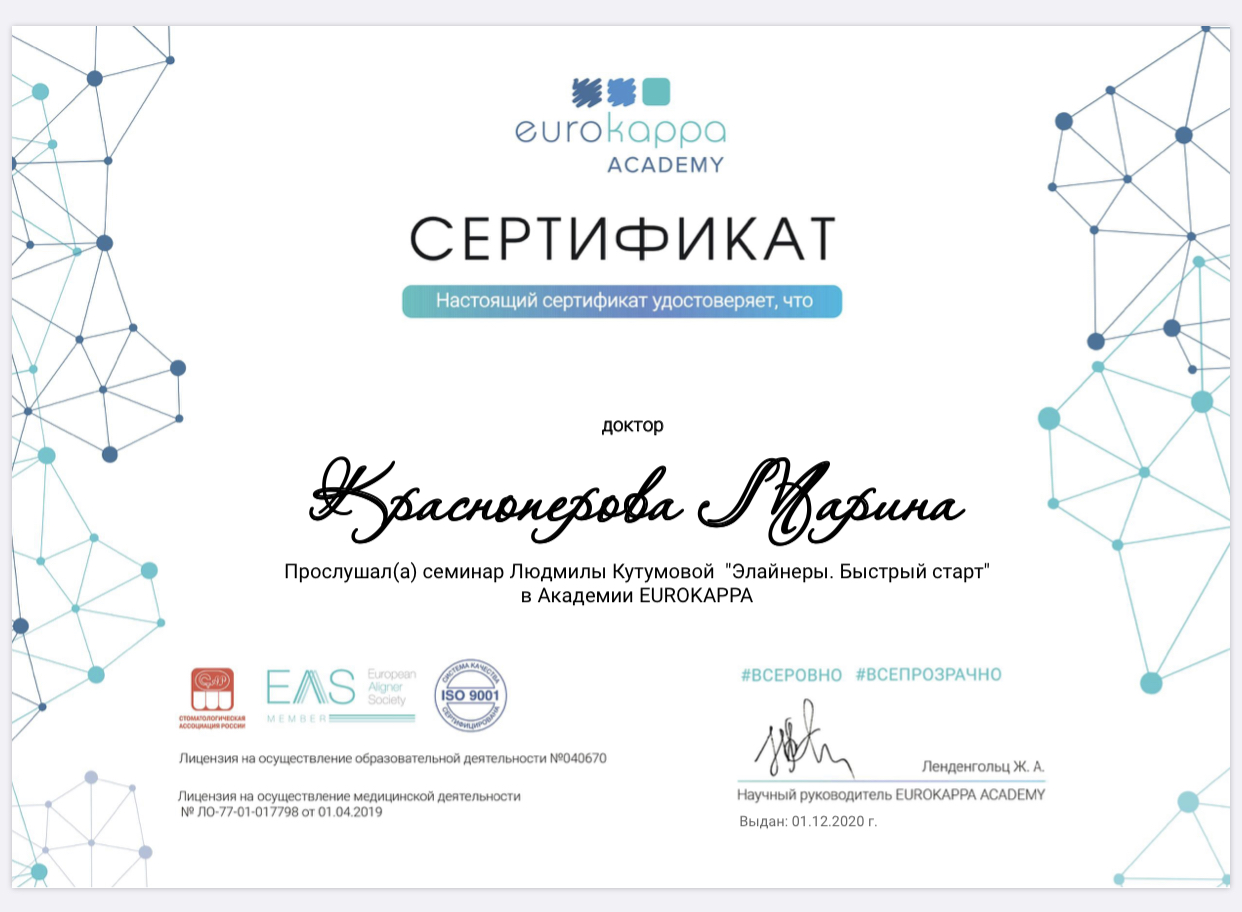 eurokappa
ACADEMY
СЕРТИФИКАТ
Настоящий сертификат удостоверяет, что
доктор
Красноперова Марина
Прослушал(а) семинар Людмилы Кутумовой "Элайнеры. Быстрый старт"
в Академии EUROKAPPA
СТОМАТОЛОГИЧЕСКАЯ
АССОЦИАЦИЯ РОССИИ
EAS
European
Aligner
Society
MEMBER
СИСТЕМА КАЧЕСТВА
ISO 9001
СЕРТИФИЦИРОВАНА
Лицензия на осуществление образовательной деятельности №040670
Лицензия на осуществление медицинской деятельности
№ ЛО-77-01-017798 от 01.04.2019
#ВСЕРОВНО #ВСЕПРОЗРАЧНО
Ленденгольц Ж. А.
Научный руководитель EUROKAPPA ACADEMY
Выдан: 01.12.2020 г.